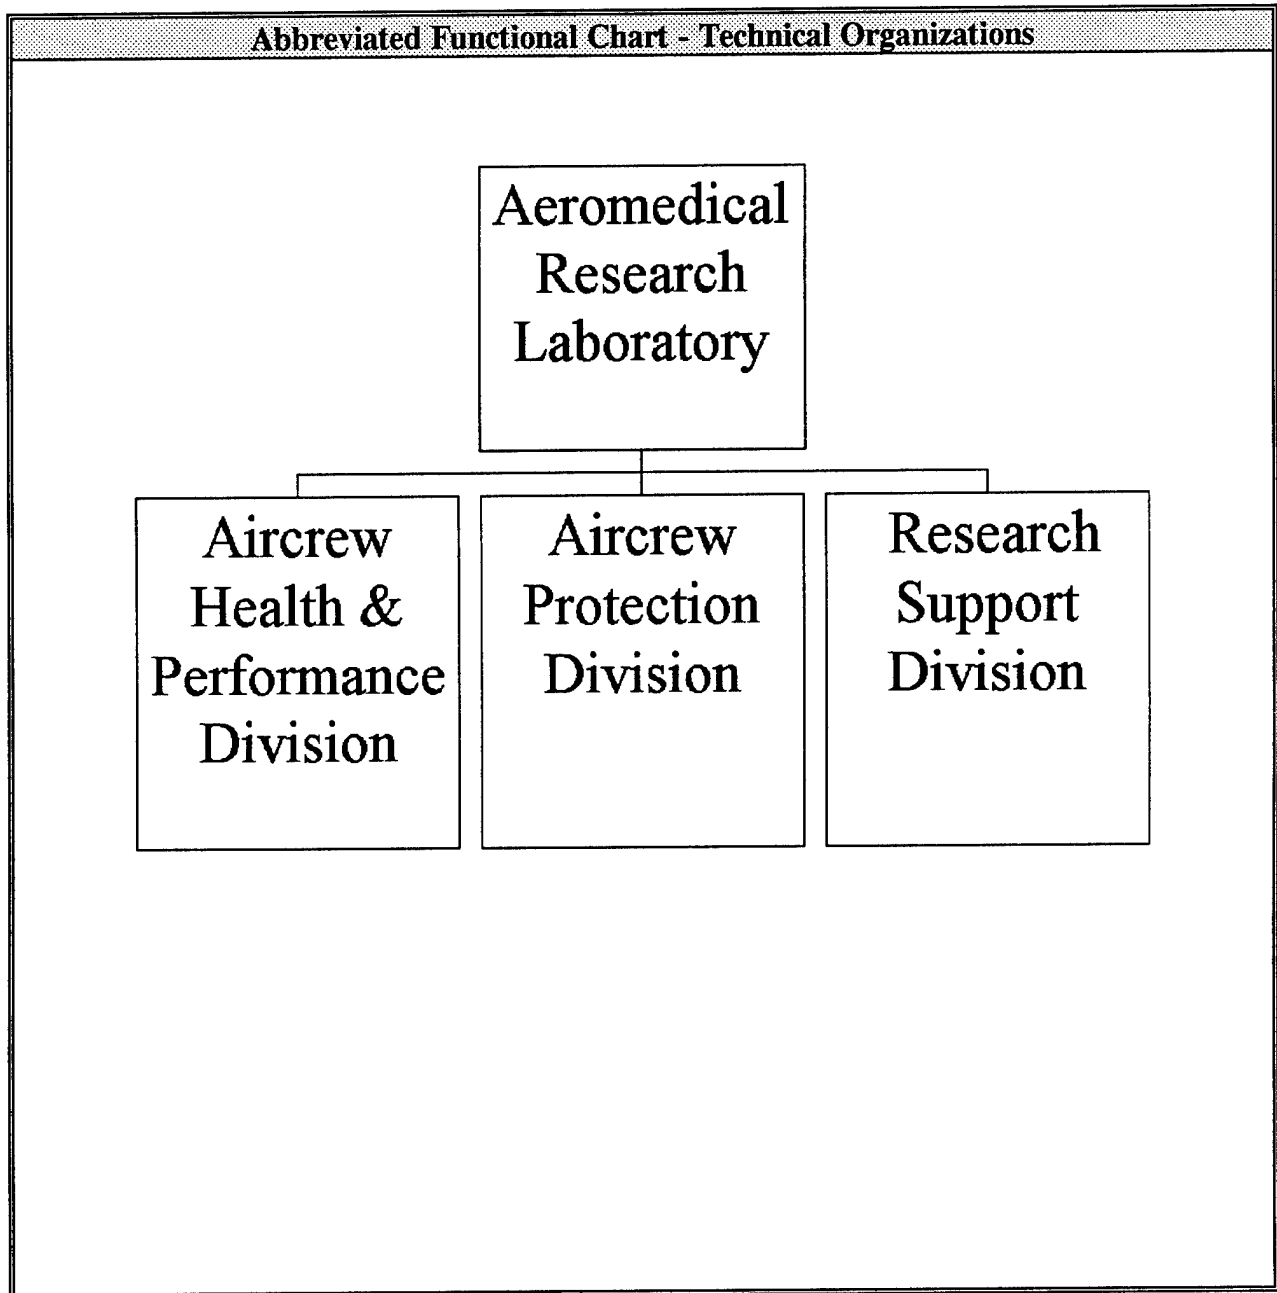 Abbreviated Functional Chart - Technical Organizations
Aeromedical
Research
Laboratory
Aircrew
Health &
Performance
Division
Aircrew
Protection
Division
Research
Support
Division